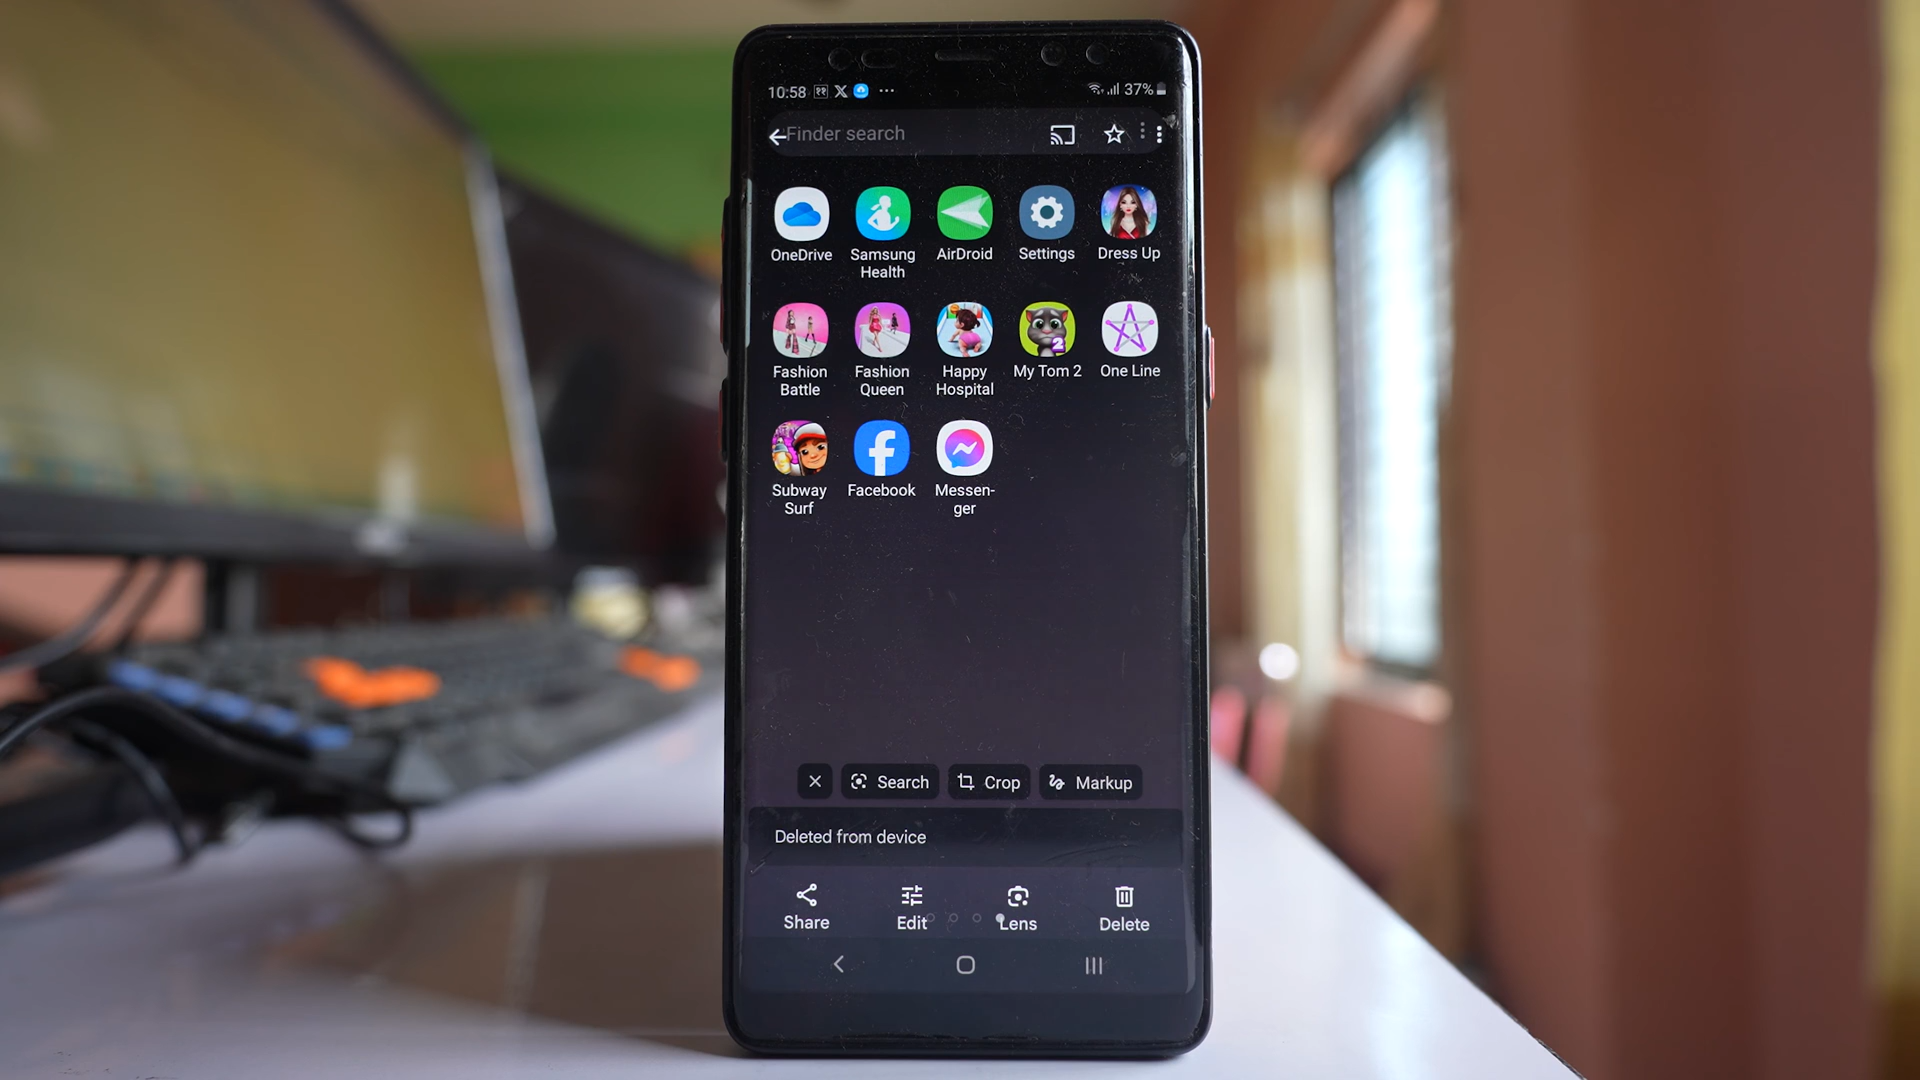 10:58
37%
Finder search
OneDrive
Samsung
Health
AirDroid
Settings
Dress Up
Fashion
Battle
Fashion
Queen
Happy
Hospital
My Tom 2
One Line
Subway
Surf
Facebook
Messen-
ger
Search
Crop
Markup
Deleted from device
Share
Edit
Lens
Delete